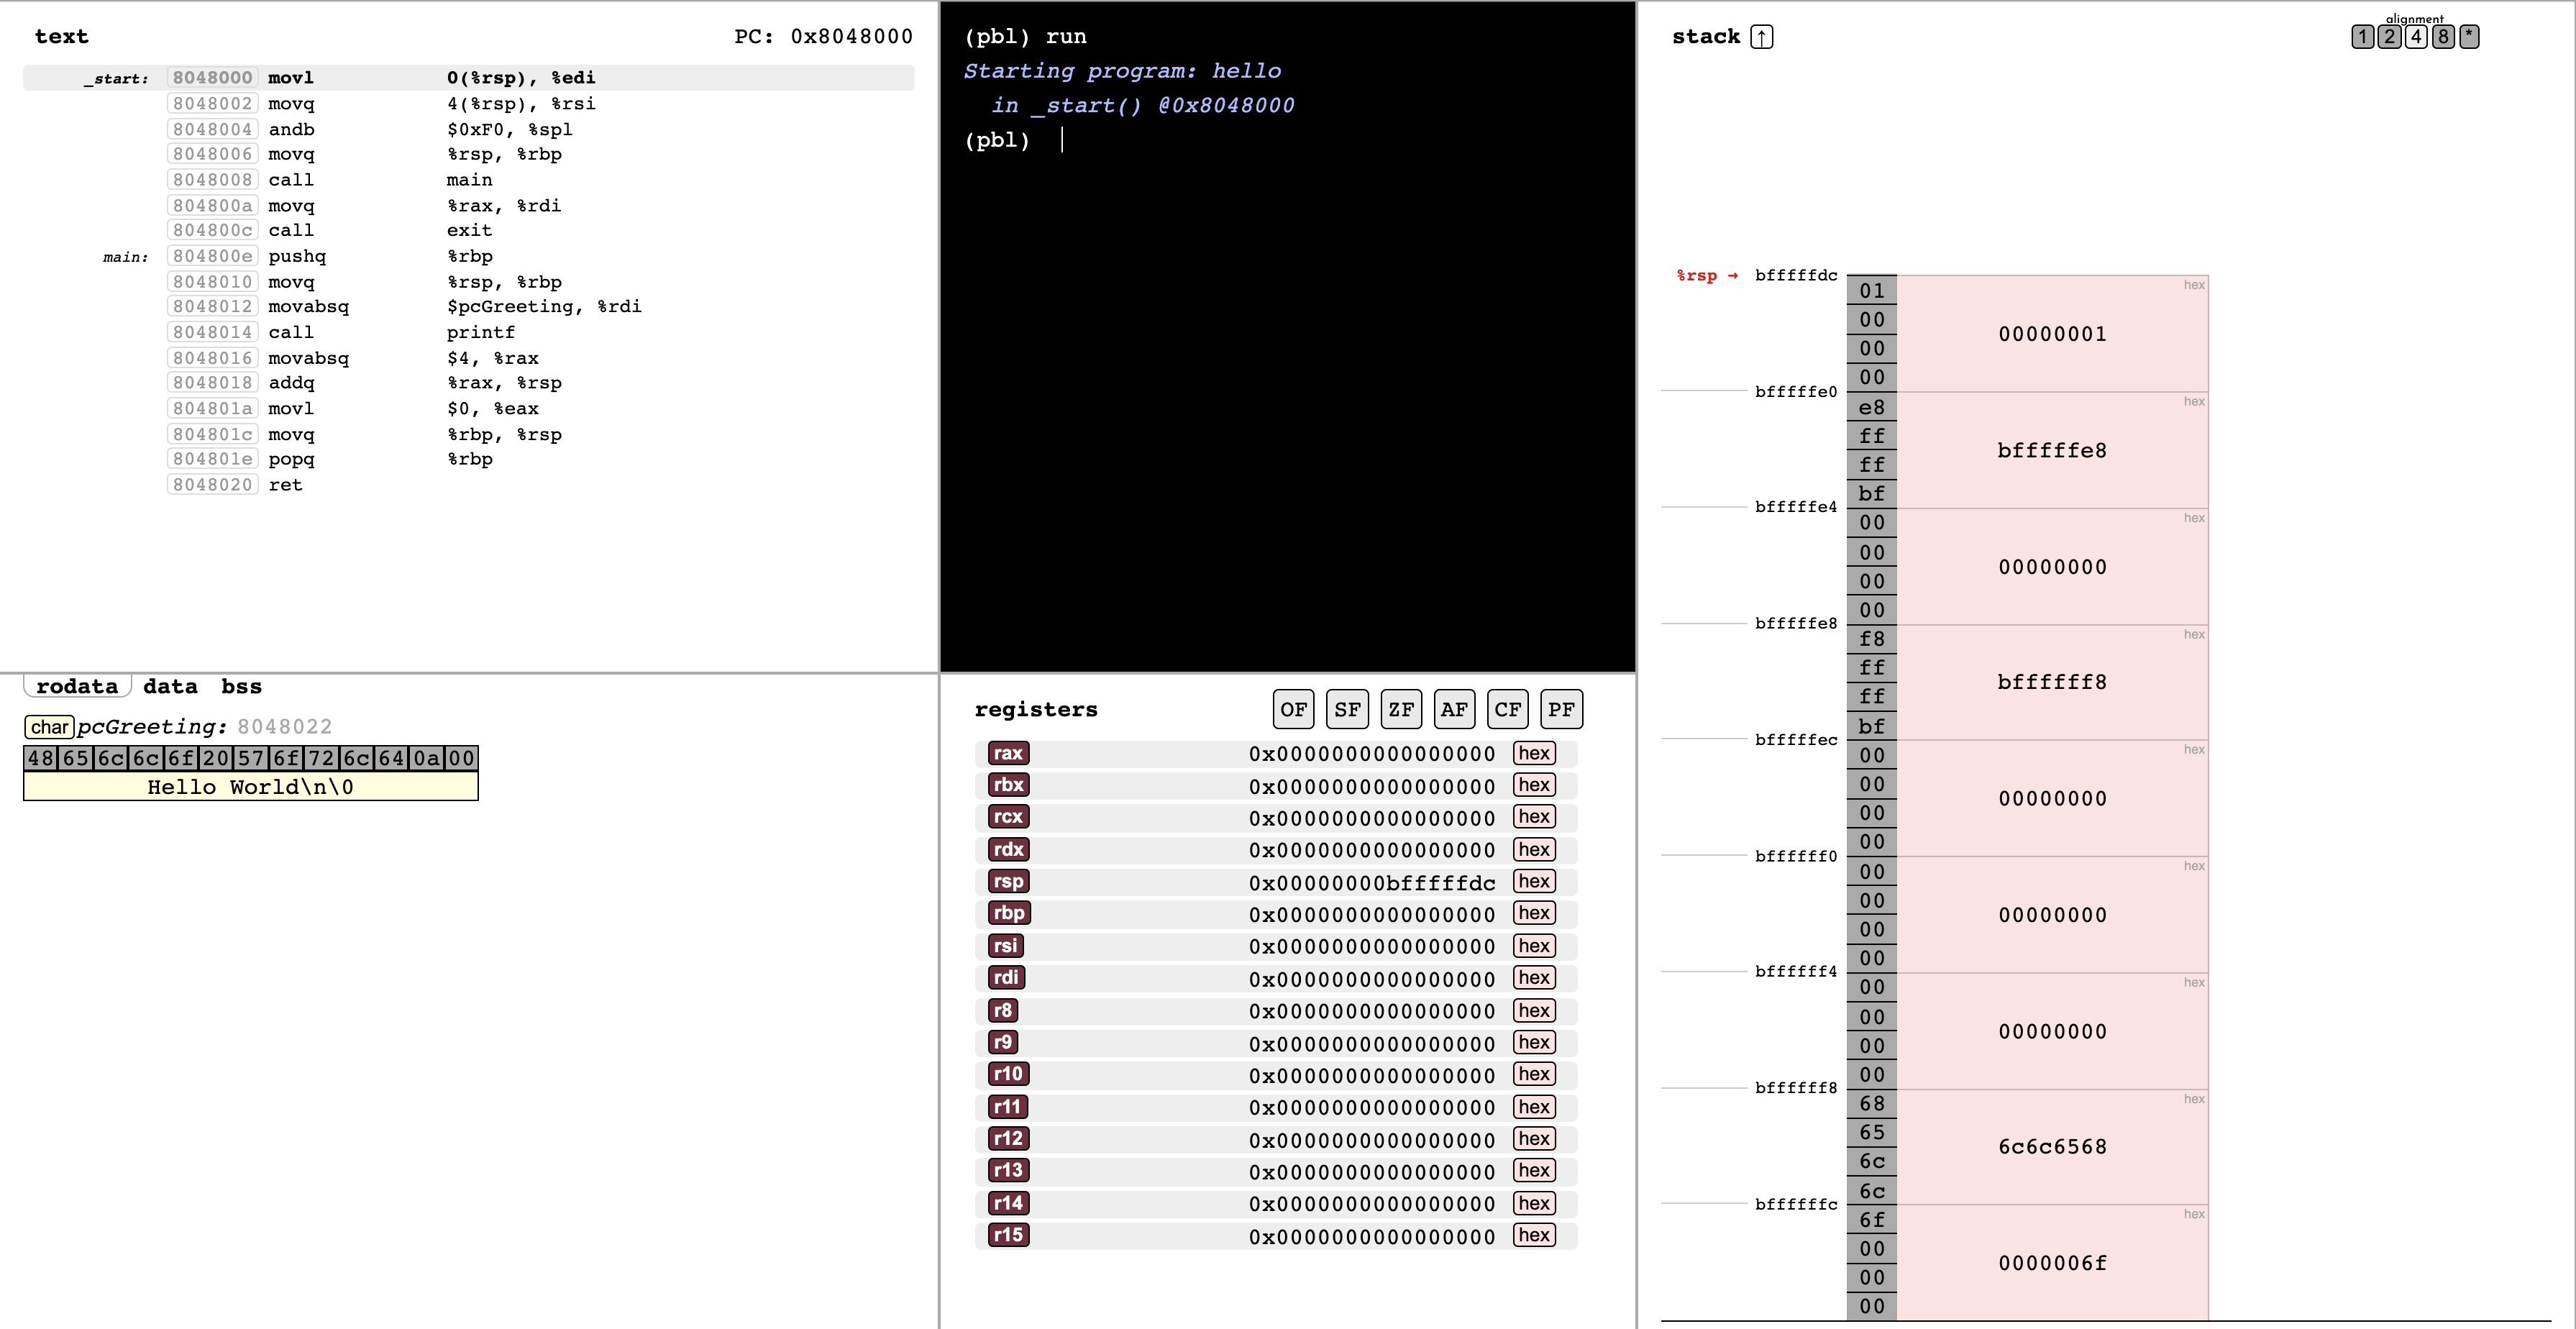 text PC: 0x8048000
_start: 8048000 movl 0(%rsp), %edi
8048002 movq 4(%rsp), %rsi
8048004 andb $0xF0, %spl
8048006 movq %rsp, %rbp
8048008 call main
804800a movq %rax, %rdi
804800c call exit
main: 804800e pushq %rbp
8048010 movq %rsp, %rbp
8048012 movabsq $pcGreeting, %rdi
8048014 call printf
8048016 movabsq $4, %rax
8048018 addq %rax, %rsp
804801a movl $0, %eax
804801c movq %rbp, %rsp
804801e popq %rbp
8048020 ret
rodata data bss
char pcGreeting: 8048022
48 65 6c 6c 6f 20 57 6f 72 6c 64 0a 00
Hello World\n\0
(pbl) run
Starting program: hello
in _start() @0x8048000
(pbl)
registers OF SF ZF AF CF PF
rax 0x0000000000000000 hex
rbx 0x0000000000000000 hex
rcx 0x0000000000000000 hex
rdx 0x0000000000000000 hex
rsp 0x00000000bfffffdc hex
rbp 0x0000000000000000 hex
rsi 0x0000000000000000 hex
rdi 0x0000000000000000 hex
r8 0x0000000000000000 hex
r9 0x0000000000000000 hex
r10 0x0000000000000000 hex
r11 0x0000000000000000 hex
r12 0x0000000000000000 hex
r13 0x0000000000000000 hex
r14 0x0000000000000000 hex
r15 0x0000000000000000 hex
stack ↑
alignment
1 2 4 8 *
%rsp → bfffffdc
hex
01
00
00000001
00
00
bfffffe0
hex
e8
ff
bfffffe8
ff
bf
bfffffe4
hex
00
00
00000000
00
00
bfffffe8
hex
f8
ff
bffffff8
ff
bf
bfffffec
hex
00
00
00000000
00
00
bffffff0
hex
00
00
00000000
00
00
bffffff4
hex
00
00
00000000
00
00
bffffff8
hex
68
65
6c6c6568
6c
6c
bffffffc
hex
6f
00
0000006f
00
00